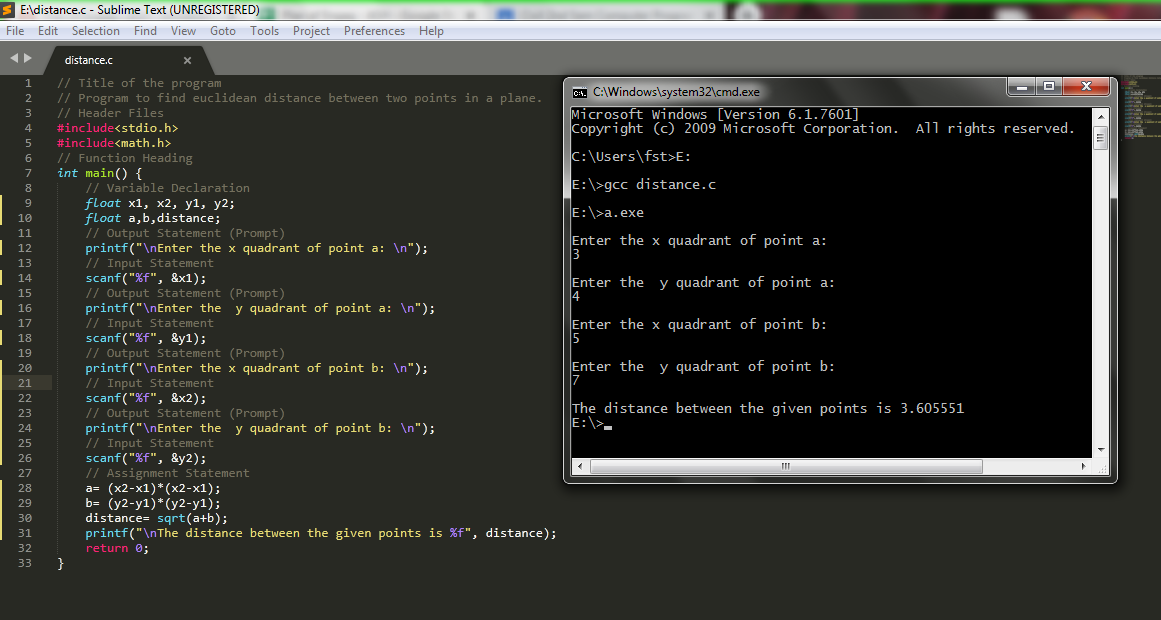 E:\distance.c - Sublime Text (UNREGISTERED)
File Edit Selection Find View Goto Tools Project Preferences Help
distance.c
1 // Title of the program
2 // Program to find euclidean distance between two points in a plane.
3 // Header Files
4 #include<stdio.h>
5 #include<math.h>
6 // Function Heading
7 int main() {
8 // Variable Declaration
9 float x1, x2, y1, y2;
10 float a,b,distance;
11 // Output Statement (Prompt)
12 printf("\nEnter the x quadrant of point a: \n");
13 // Input Statement
14 scanf("%f", &x1);
15 // Output Statement (Prompt)
16 printf("\nEnter the  y quadrant of point a: \n");
17 // Input Statement
18 scanf("%f", &y1);
19 // Output Statement (Prompt)
20 printf("\nEnter the x quadrant of point b: \n");
21 // Input Statement
22 scanf("%f", &x2);
23 // Output Statement (Prompt)
24 printf("\nEnter the  y quadrant of point b: \n");
25 // Input Statement
26 scanf("%f", &y2);
27 // Assignment Statement
28 a= (x2-x1)*(x2-x1);
29 b= (y2-y1)*(y2-y1);
30 distance= sqrt(a+b);
31 printf("\nThe distance between the given points is %f", distance);
32 return 0;
33 }
C:\Windows\system32\cmd.exe
Microsoft Windows [Version 6.1.7601]
Copyright (c) 2009 Microsoft Corporation.  All rights reserved.
C:\Users\fst>E:
E:\>gcc distance.c
E:\>a.exe
Enter the x quadrant of point a:
3
Enter the  y quadrant of point a:
4
Enter the x quadrant of point b:
5
Enter the  y quadrant of point b:
7
The distance between the given points is 3.605551
E:\>